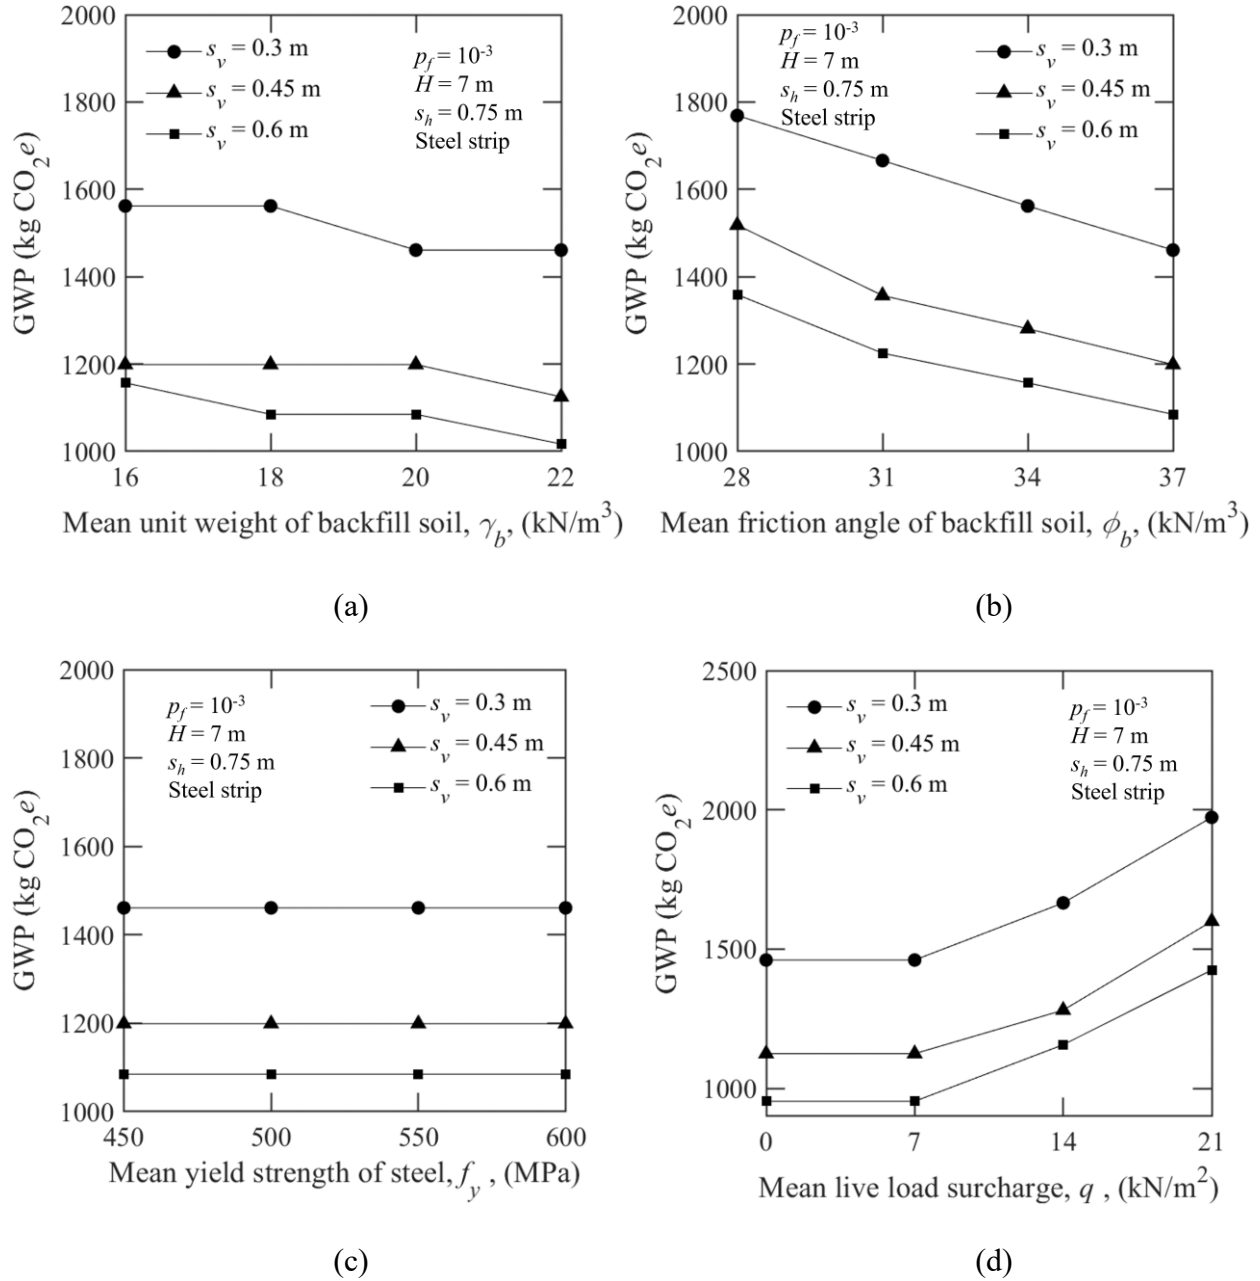 2000
1800
1600
1400
1200
1000
GWP (kg CO2e)
sv = 0.3 m
sv = 0.45 m
sv = 0.6 m
pf = 10-3
H = 7 m
sh = 0.75 m
Steel strip
16 18 20 22
Mean unit weight of backfill soil, γb, (kN/m3)
(a)
2000
1800
1600
1400
1200
1000
GWP (kg CO2e)
pf = 10-3
H = 7 m
sh = 0.75 m
Steel strip
sv = 0.3 m
sv = 0.45 m
sv = 0.6 m
28 31 34 37
Mean friction angle of backfill soil, ϕb, (kN/m3)
(b)
2000
1800
1600
1400
1200
1000
GWP (kg CO2e)
pf = 10-3
H = 7 m
sh = 0.75 m
Steel strip
sv = 0.3 m
sv = 0.45 m
sv = 0.6 m
450 500 550 600
Mean yield strength of steel, fy , (MPa)
(c)
2500
2000
1500
1000
GWP (kg CO2e)
sv = 0.3 m
sv = 0.45 m
sv = 0.6 m
pf = 10-3
H = 7 m
sh = 0.75 m
Steel strip
0 7 14 21
Mean live load surcharge, q , (kN/m2)
(d)